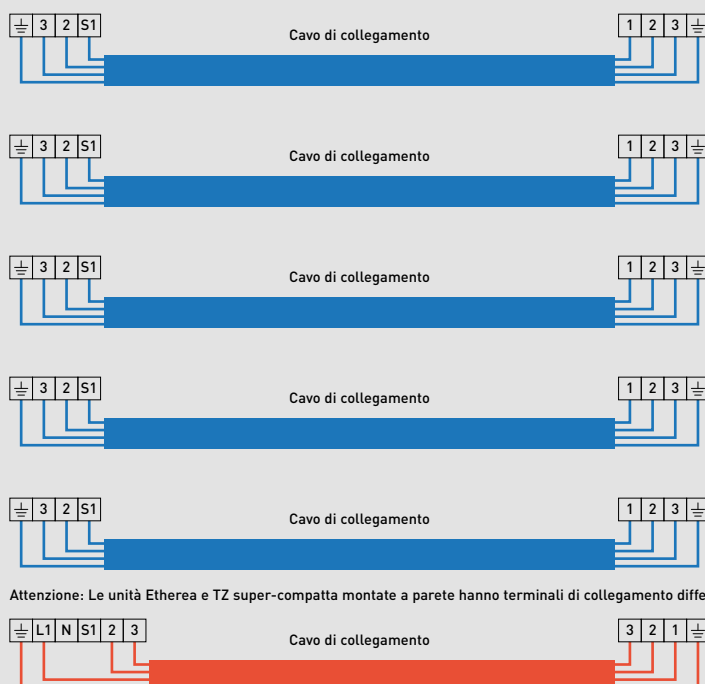 3 2 S1 Cavo di collegamento 1 2 3
3 2 S1 Cavo di collegamento 1 2 3
3 2 S1 Cavo di collegamento 1 2 3
3 2 S1 Cavo di collegamento 1 2 3
3 2 S1 Cavo di collegamento 1 2 3
Attenzione: Le unità Etherea e TZ super-compatta montate a parete hanno terminali di collegamento diffe
L1 N S1 2 3 Cavo di collegamento 3 2 1